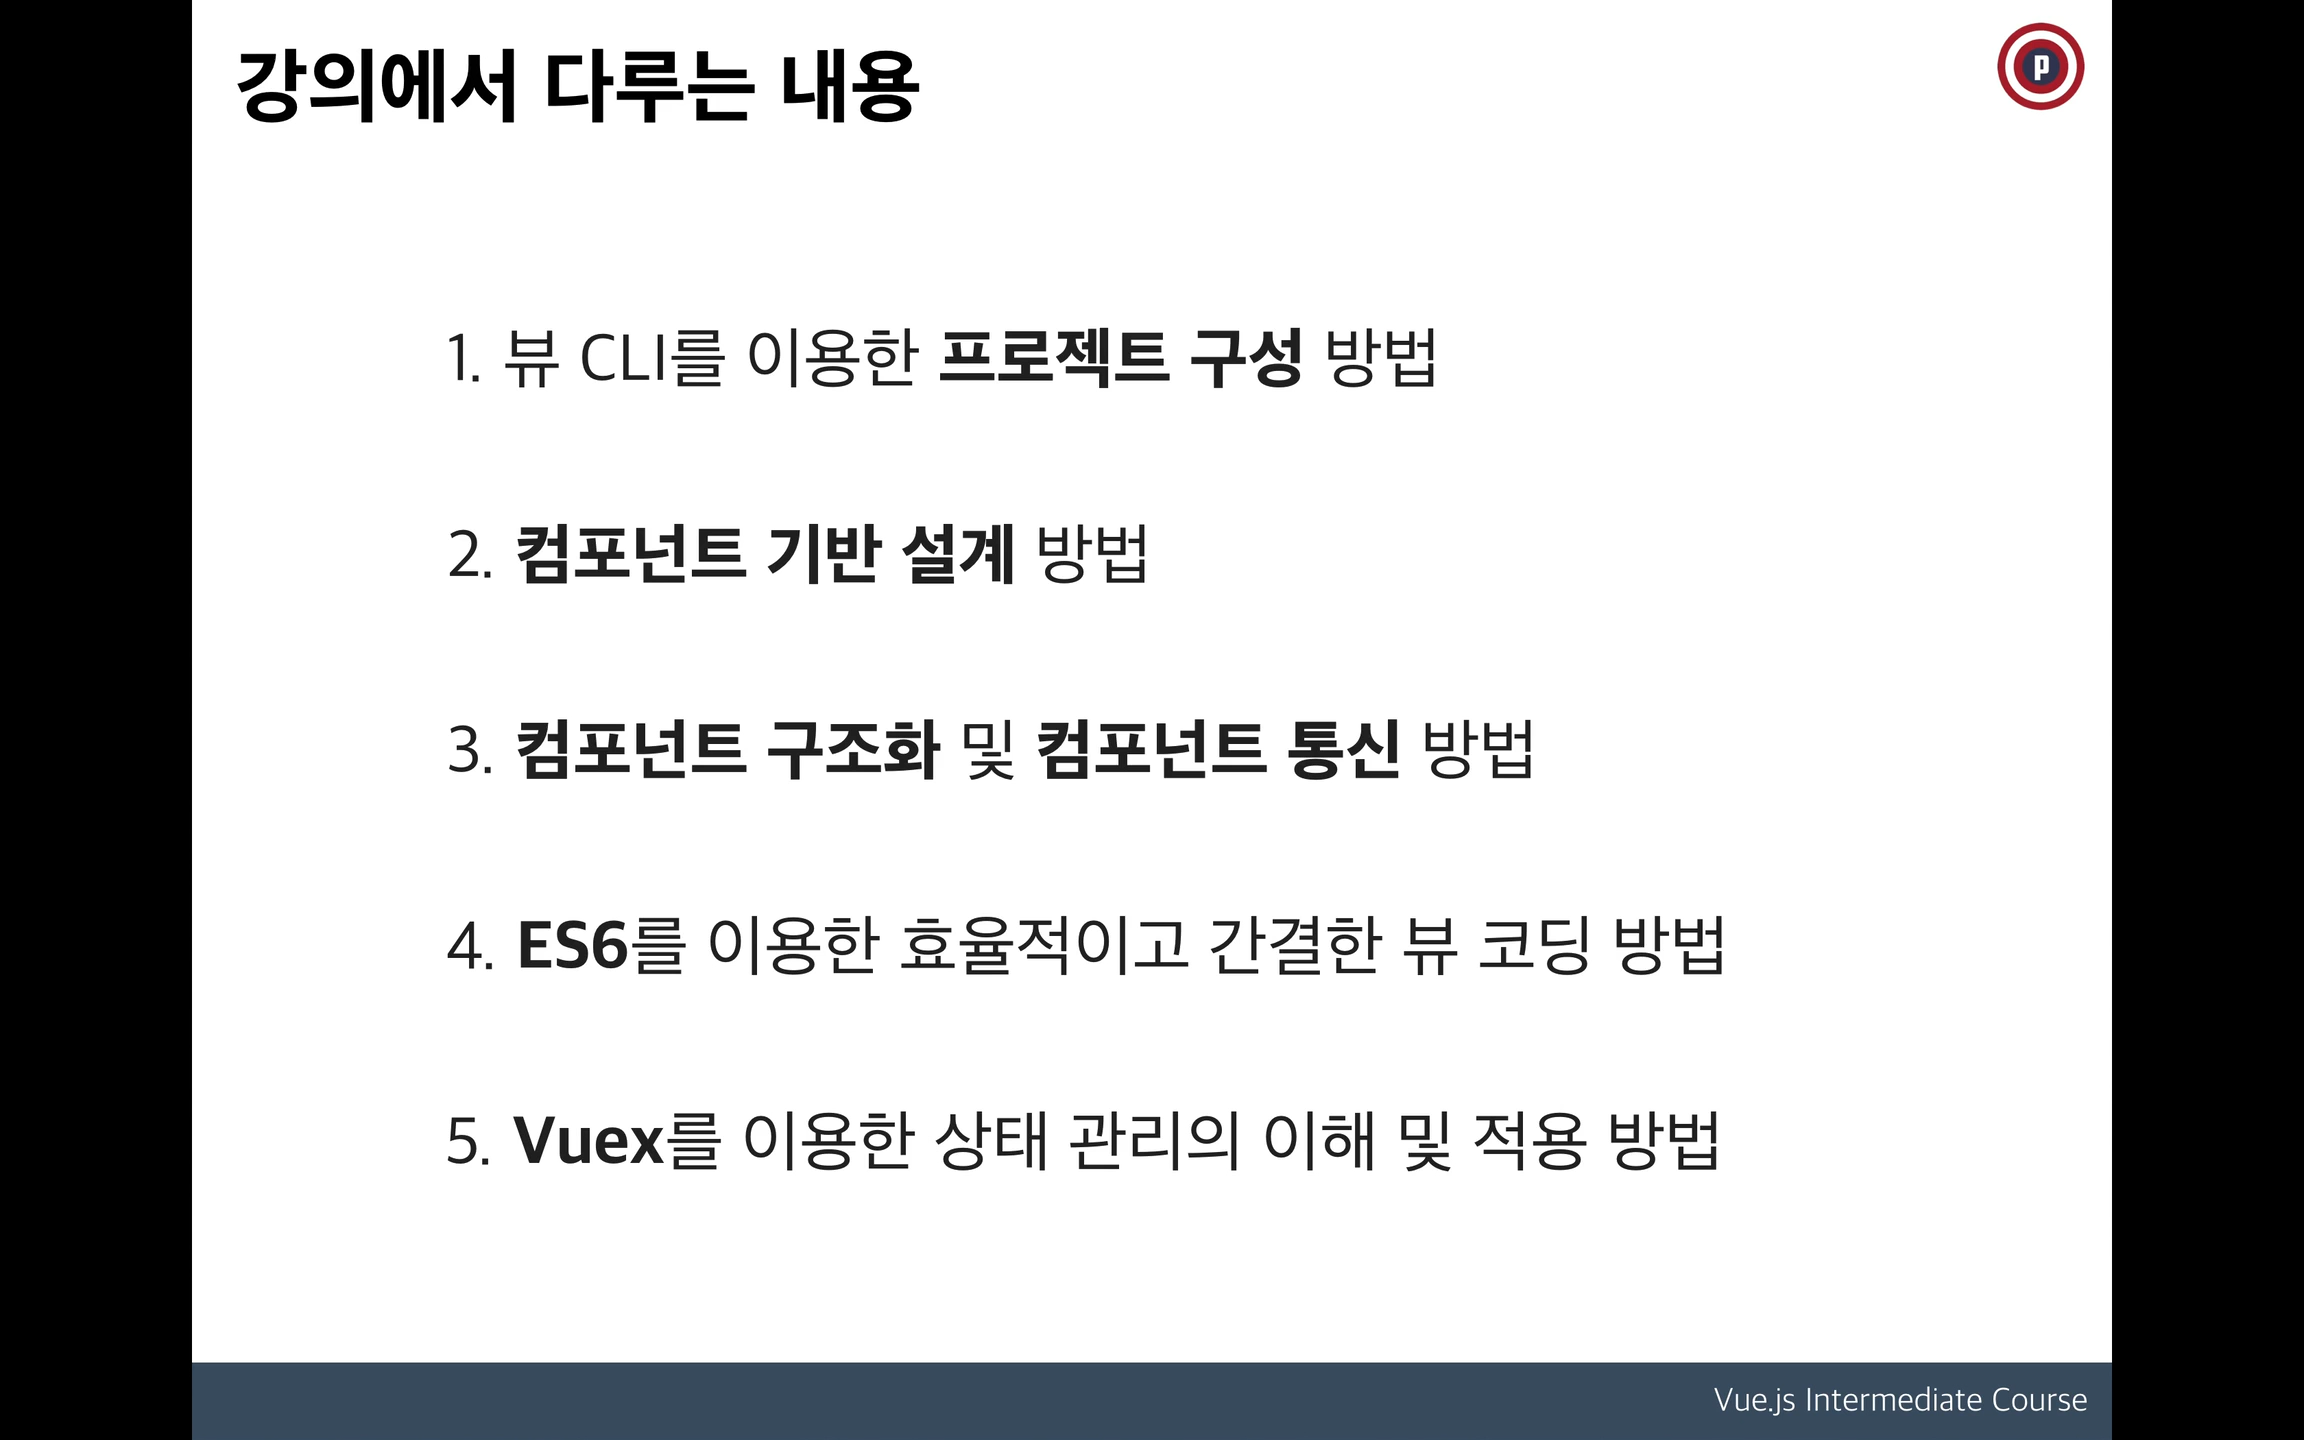 강의에서 다루는 내용
p
1. 뷰 CLI를 이용한 프로젝트 구성 방법
2. 컴포넌트 기반 설계 방법
3. 컴포넌트 구조화 및 컴포넌트 통신 방법
4. ES6를 이용한 효율적이고 간결한 뷰 코딩 방법
5. Vuex를 이용한 상태 관리의 이해 및 적용 방법
Vue.js Intermediate Course